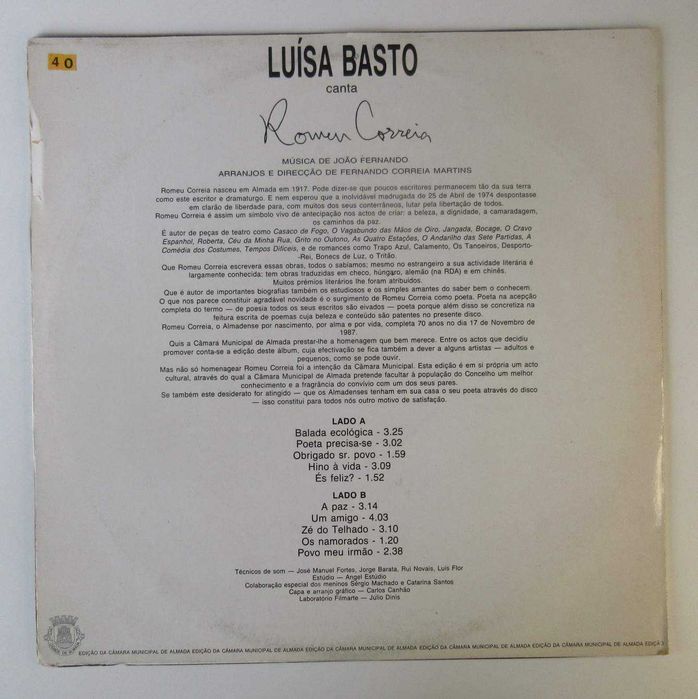 40
LUÍSA BASTO
canta
Romeu Correia
MÚSICA DE JOÃO FERNANDO
ARRANJOS E DIRECÇÃO DE FERNANDO CORREIA MARTINS
Romeu Correia nasceu em Almada em 1917. Pode dizer-se que poucos escritores permanecem tão da sua terra
como este escritor e dramaturgo. E nem esperou que a inolvidável madrugada de 25 de Abril de 1974 despontasse
em clarão de liberdade para, com muitos dos seus conterrâneos, lutar pela libertação de todos.
Romeu Correia é assim um símbolo vivo de antecipação nos actos de criar: a beleza, a dignidade, a camaradagem,
os caminhos da paz.
É autor de peças de teatro como Casaco de Fogo, O Vagabundo das Mãos de Oiro, Jangada, Bocage, O Cravo
Espanhol, Roberta, Céu da Minha Rua, Grito no Outono, As Quatro Estações, O Andarilho das Sete Partidas, A
Comédia dos Costumes, Tempos Difíceis, e de romances como Trapo Azul, Calamento, Os Tanoeiros, Desporto-
-Rei, Bonecs de Luz, o Tritão.
Que Romeu Correia escrevera essas obras, todos o sabíamos; mesmo no estrangeiro a sua actividade literária é
largamente conhecida: tem obras traduzidas em checo, húngaro, alemão (na RDA) e em chinês.
Muitos prémios literários lhe foram atribuidos.
Que é autor de importantes biografias também os estudiosos e os simples amantes do saber bem o conhecem.
O que nos parece constituir agradável novidade é o surgimento de Romeu Correia como poeta. Poeta na acepção
completa do termo — de poesia todos os seus escritos são eivados — poeta porque além disso se concretiza na
feitura escrita de poemas cuja beleza e conteúdo são patentes no presente disco.
Romeu Correia, o Almadense por nascimento, por alma e por vida, completa 70 anos no dia 17 de Novembro de
1987.
Quis a Câmara Municipal de Almada prestar-lhe a homenagem que bem merece. Entre os actos que decidiu
promover conta-se a edição deste álbum, cuja efectivação se fica também a dever a alguns artistas — adultos e
pequenos, como se pode ouvir.
Mas não só homenagear Romeu Correia foi a intenção da Câmara Municipal. Esta edição é em si própria um acto
cultural, através do qual a Câmara Municipal de Almada pretende facultar à população do Concelho um melhor
conhecimento e a fragrância do convívio com um dos seus pares.
Se também este desiderato for atingido — que os Almadenses tenham em sua casa o seu poeta através do disco
— isso constitui para todos nós outro motivo de satisfação.
LADO A
Balada ecológica - 3.25
Poeta precisa-se - 3.02
Obrigado sr. povo - 1.59
Hino à vida - 3.09
És feliz? - 1.52
LADO B
A paz - 3.14
Um amigo - 4.03
Zé do Telhado - 3.10
Os namorados - 1.20
Povo meu irmão - 2.38
Técnicos de som — José Manuel Fortes, Jorge Barata, Rui Novais, Luis Flor
Estúdio — Angel Estúdio
Colaboração especial dos meninos Sérgio Machado e Catarina Santos
Capa e arranjo gráfico — Carlos Canhão
Laboratório Filmarte — Júlio Dinis
EDIÇÃO DA CÂMARA MUNICIPAL DE ALMADA EDIÇÃO DA CÂMARA MUNICIPAL DE ALMADA EDIÇÃO DA CÂMARA MUNICIPAL DE ALMADA EDIÇÃO DA CÂMARA MUNICIPAL DE ALMADA EDIÇÃ